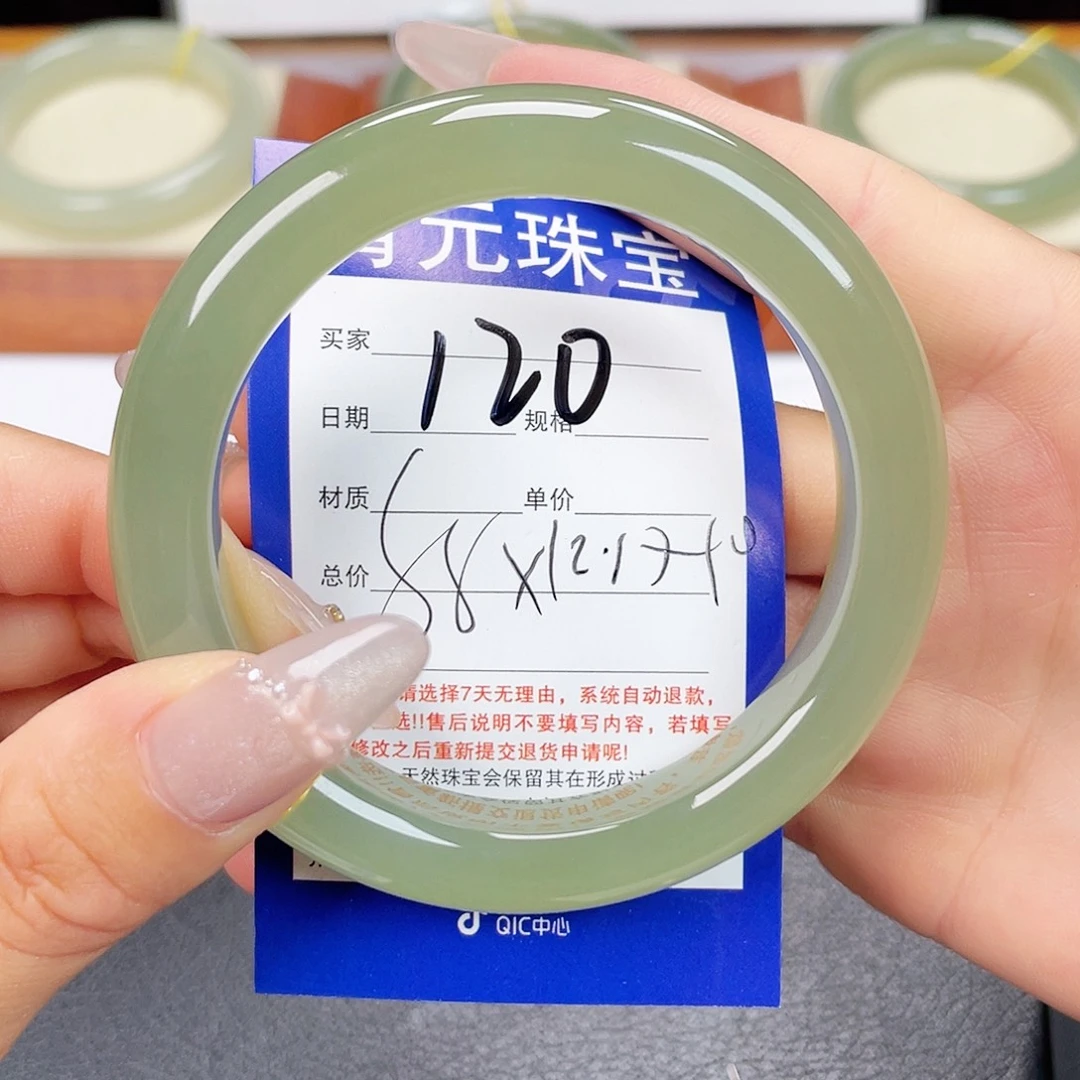 元珠宝
买家 120
日期 规格
材质 单价
总价 58×12.1
请选择7天无理由，系统自动退款，
选!!售后说明不要填写内容，若填写
修改之后重新提交退货申请呢!
天然珠宝会保留其在形成过
QIC中心